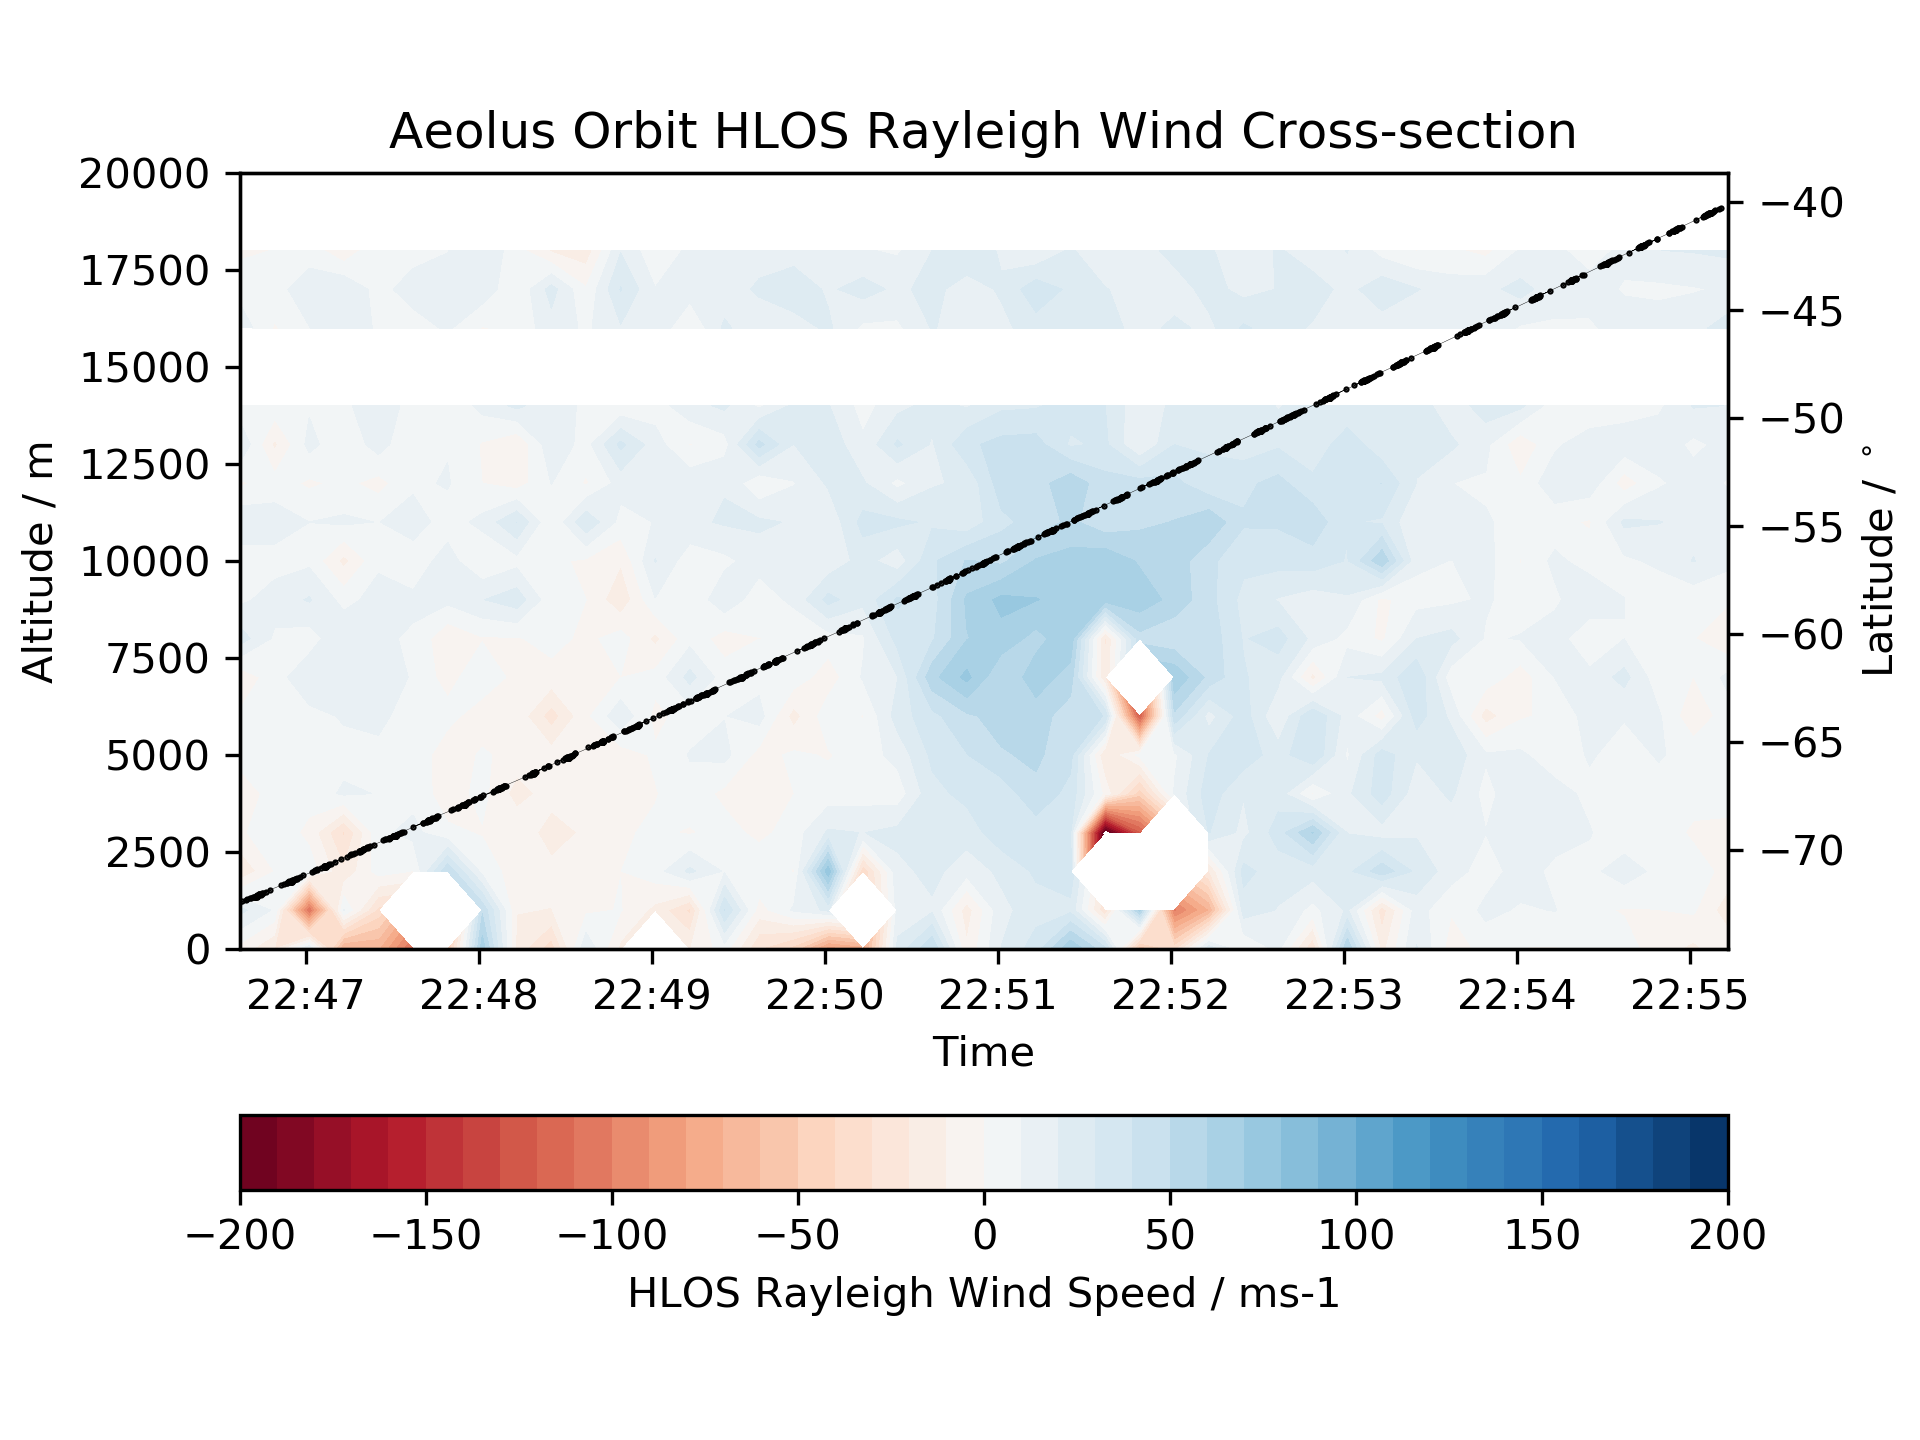 Aeolus Orbit HLOS Rayleigh Wind Cross-section
20000
17500
15000
12500
10000
7500
5000
2500
0
Altitude / m
−40
−45
−50
−55
−60
−65
−70
Latitude / °
22:47 22:48 22:49 22:50 22:51 22:52 22:53 22:54 22:55
Time
−200 −150 −100 −50 0 50 100 150 200
HLOS Rayleigh Wind Speed / ms-1